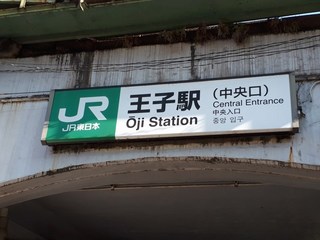 JR
JR東日本
王子駅（中央口）
Ōji Station
Central Entrance
中央入口
중앙 입구